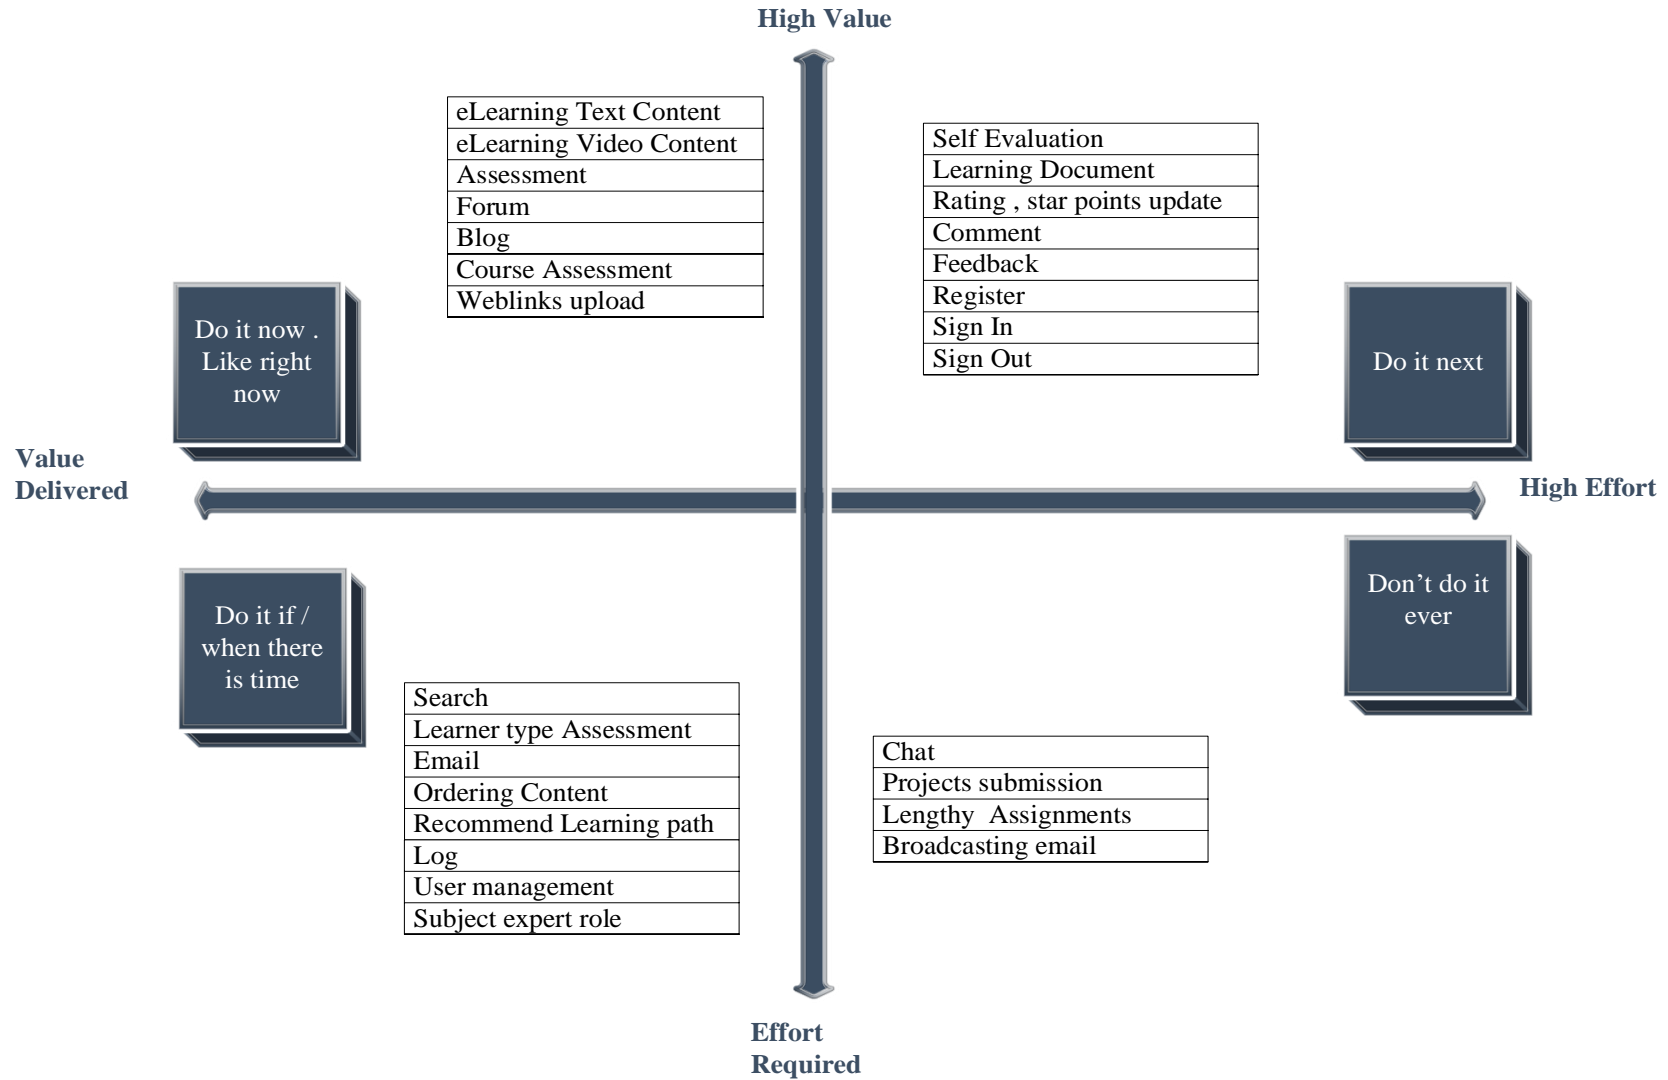 High Value
eLearning Text Content
eLearning Video Content
Assessment
Forum
Blog
Course Assessment
Weblinks upload
Self Evaluation
Learning Document
Rating , star points update
Comment
Feedback
Register
Sign In
Sign Out
Do it now .
Like right
now
Do it next
Value
Delivered
High Effort
Do it if /
when there
is time
Don’t do it
ever
Search
Learner type Assessment
Email
Ordering Content
Recommend Learning path
Log
User management
Subject expert role
Chat
Projects submission
Lengthy  Assignments
Broadcasting email
Effort
Required